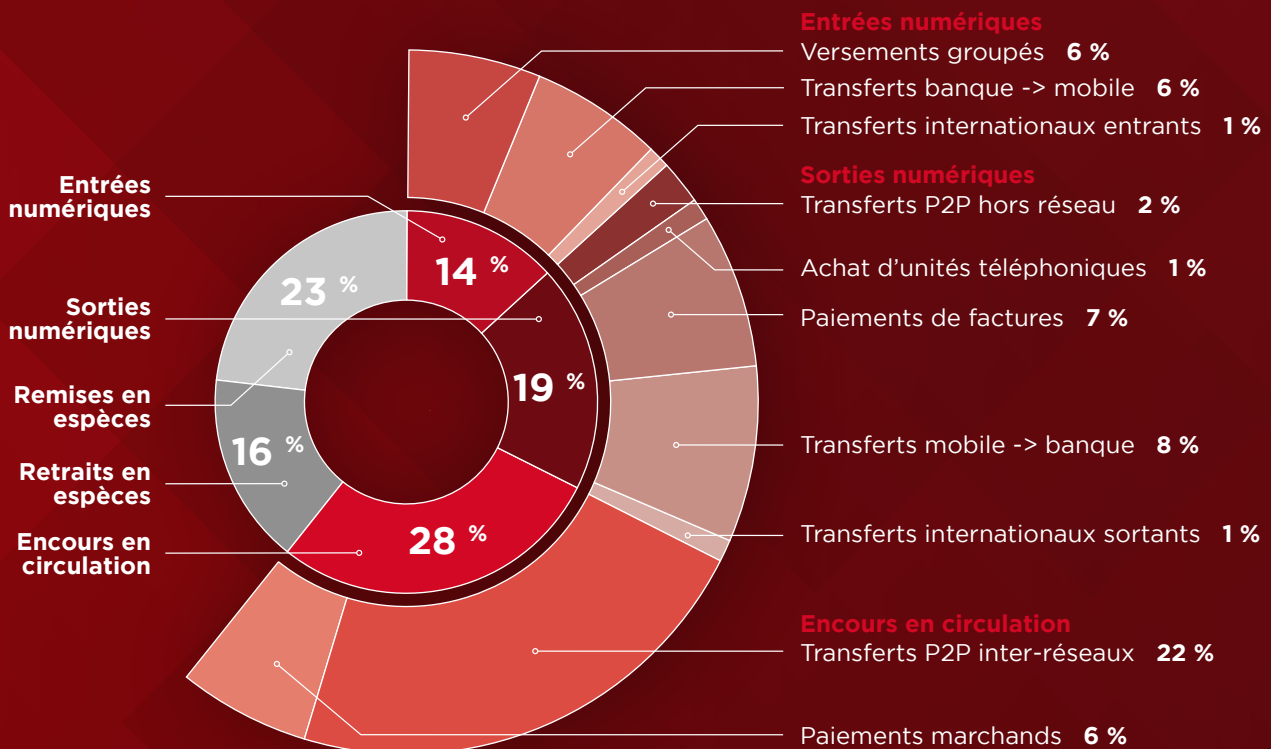 Entrées numériques
Versements groupés 6 %
Transferts banque -> mobile 6 %
Transferts internationaux entrants 1 %
Sorties numériques
Transferts P2P hors réseau 2 %
Achat d’unités téléphoniques 1 %
Paiements de factures 7 %
Transferts mobile -> banque 8 %
Transferts internationaux sortants 1 %
Encours en circulation
Transferts P2P inter-réseaux 22 %
Paiements marchands 6 %
Entrées
numériques
Sorties
numériques
Remises en
espèces
Retraits en
espèces
Encours en
circulation
14 %
19 %
28 %
16 %
23 %